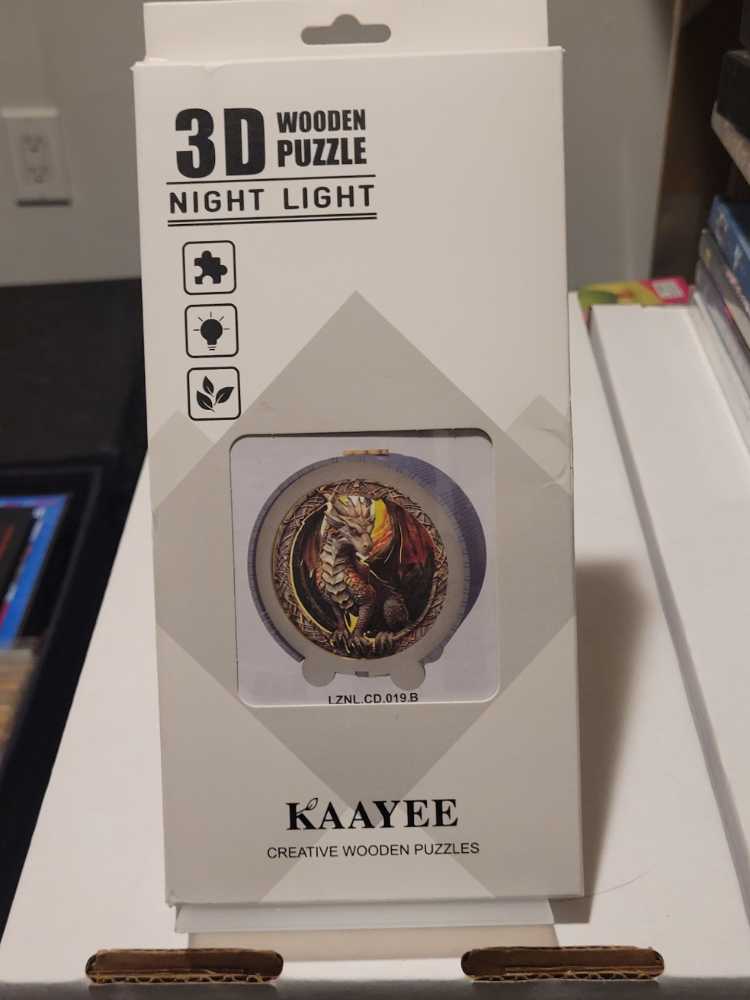 3D WOODEN
PUZZLE
NIGHT LIGHT
LZNL.CD.019.B
KAAYEE
CREATIVE WOODEN PUZZLES